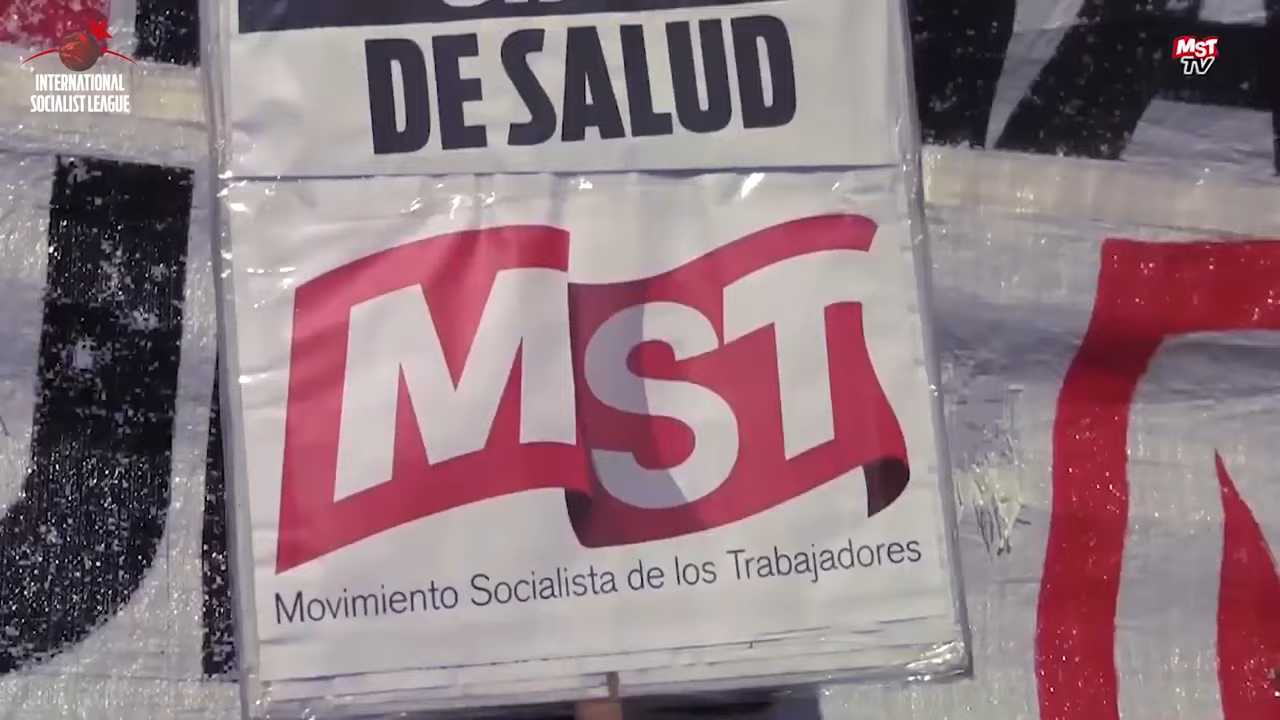 INTERNATIONAL
SOCIALIST LEAGUE
MST
TV
DE SALUD
MST
Movimiento Socialista de los Trabajadores